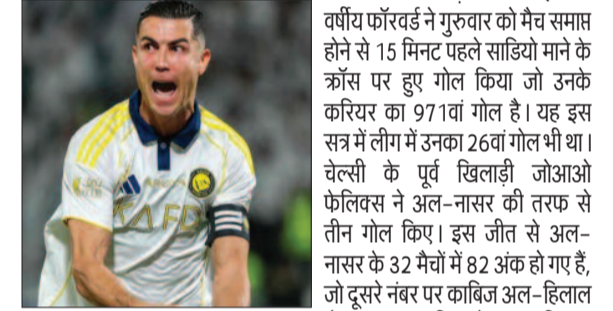 वर्षीय फॉरवर्ड ने गुरुवार को मैच समाप्त
होने से 15 मिनट पहले साडियो माने के
क्रॉस पर हुए गोल किया जो उनके
करियर का 971वां गोल है। यह इस
सत्र में लीग में उनका 26वां गोल भी था।
चेल्सी के पूर्व खिलाड़ी जोआओ
फेलिक्स ने अल-नासर की तरफ से
तीन गोल किए। इस जीत से अल-
नासर के 32 मैचों में 82 अंक हो गए हैं,
जो दूसरे नंबर पर काबिज अल-हिलाल